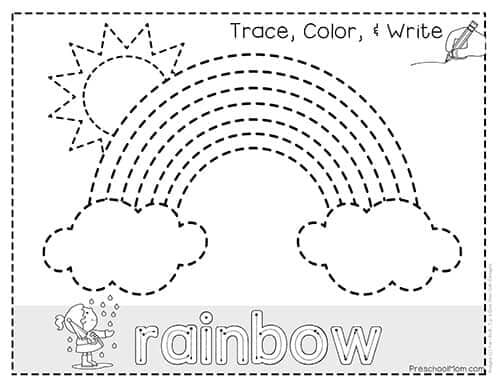 Trace, Color, & Write
rainbow
PreschoolMom.com